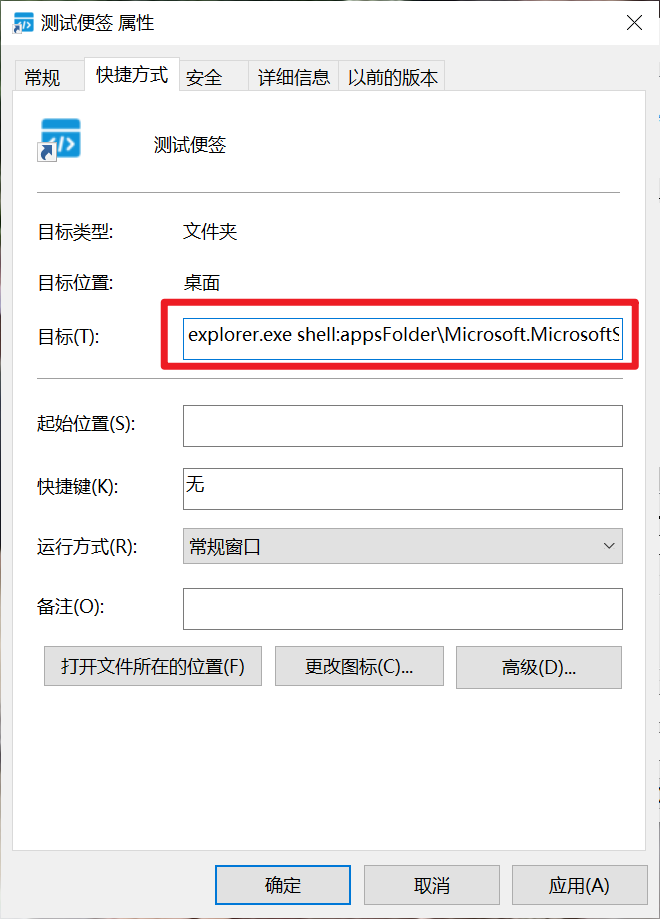 测试便签 属性
常规 快捷方式 安全 详细信息 以前的版本
测试便签
目标类型: 文件夹
目标位置: 桌面
目标(T): explorer.exe shell:appsFolder\Microsoft.MicrosoftS
起始位置(S):
快捷键(K): 无
运行方式(R): 常规窗口
备注(O):
打开文件所在的位置(F) 更改图标(C)... 高级(D)...
确定 取消 应用(A)